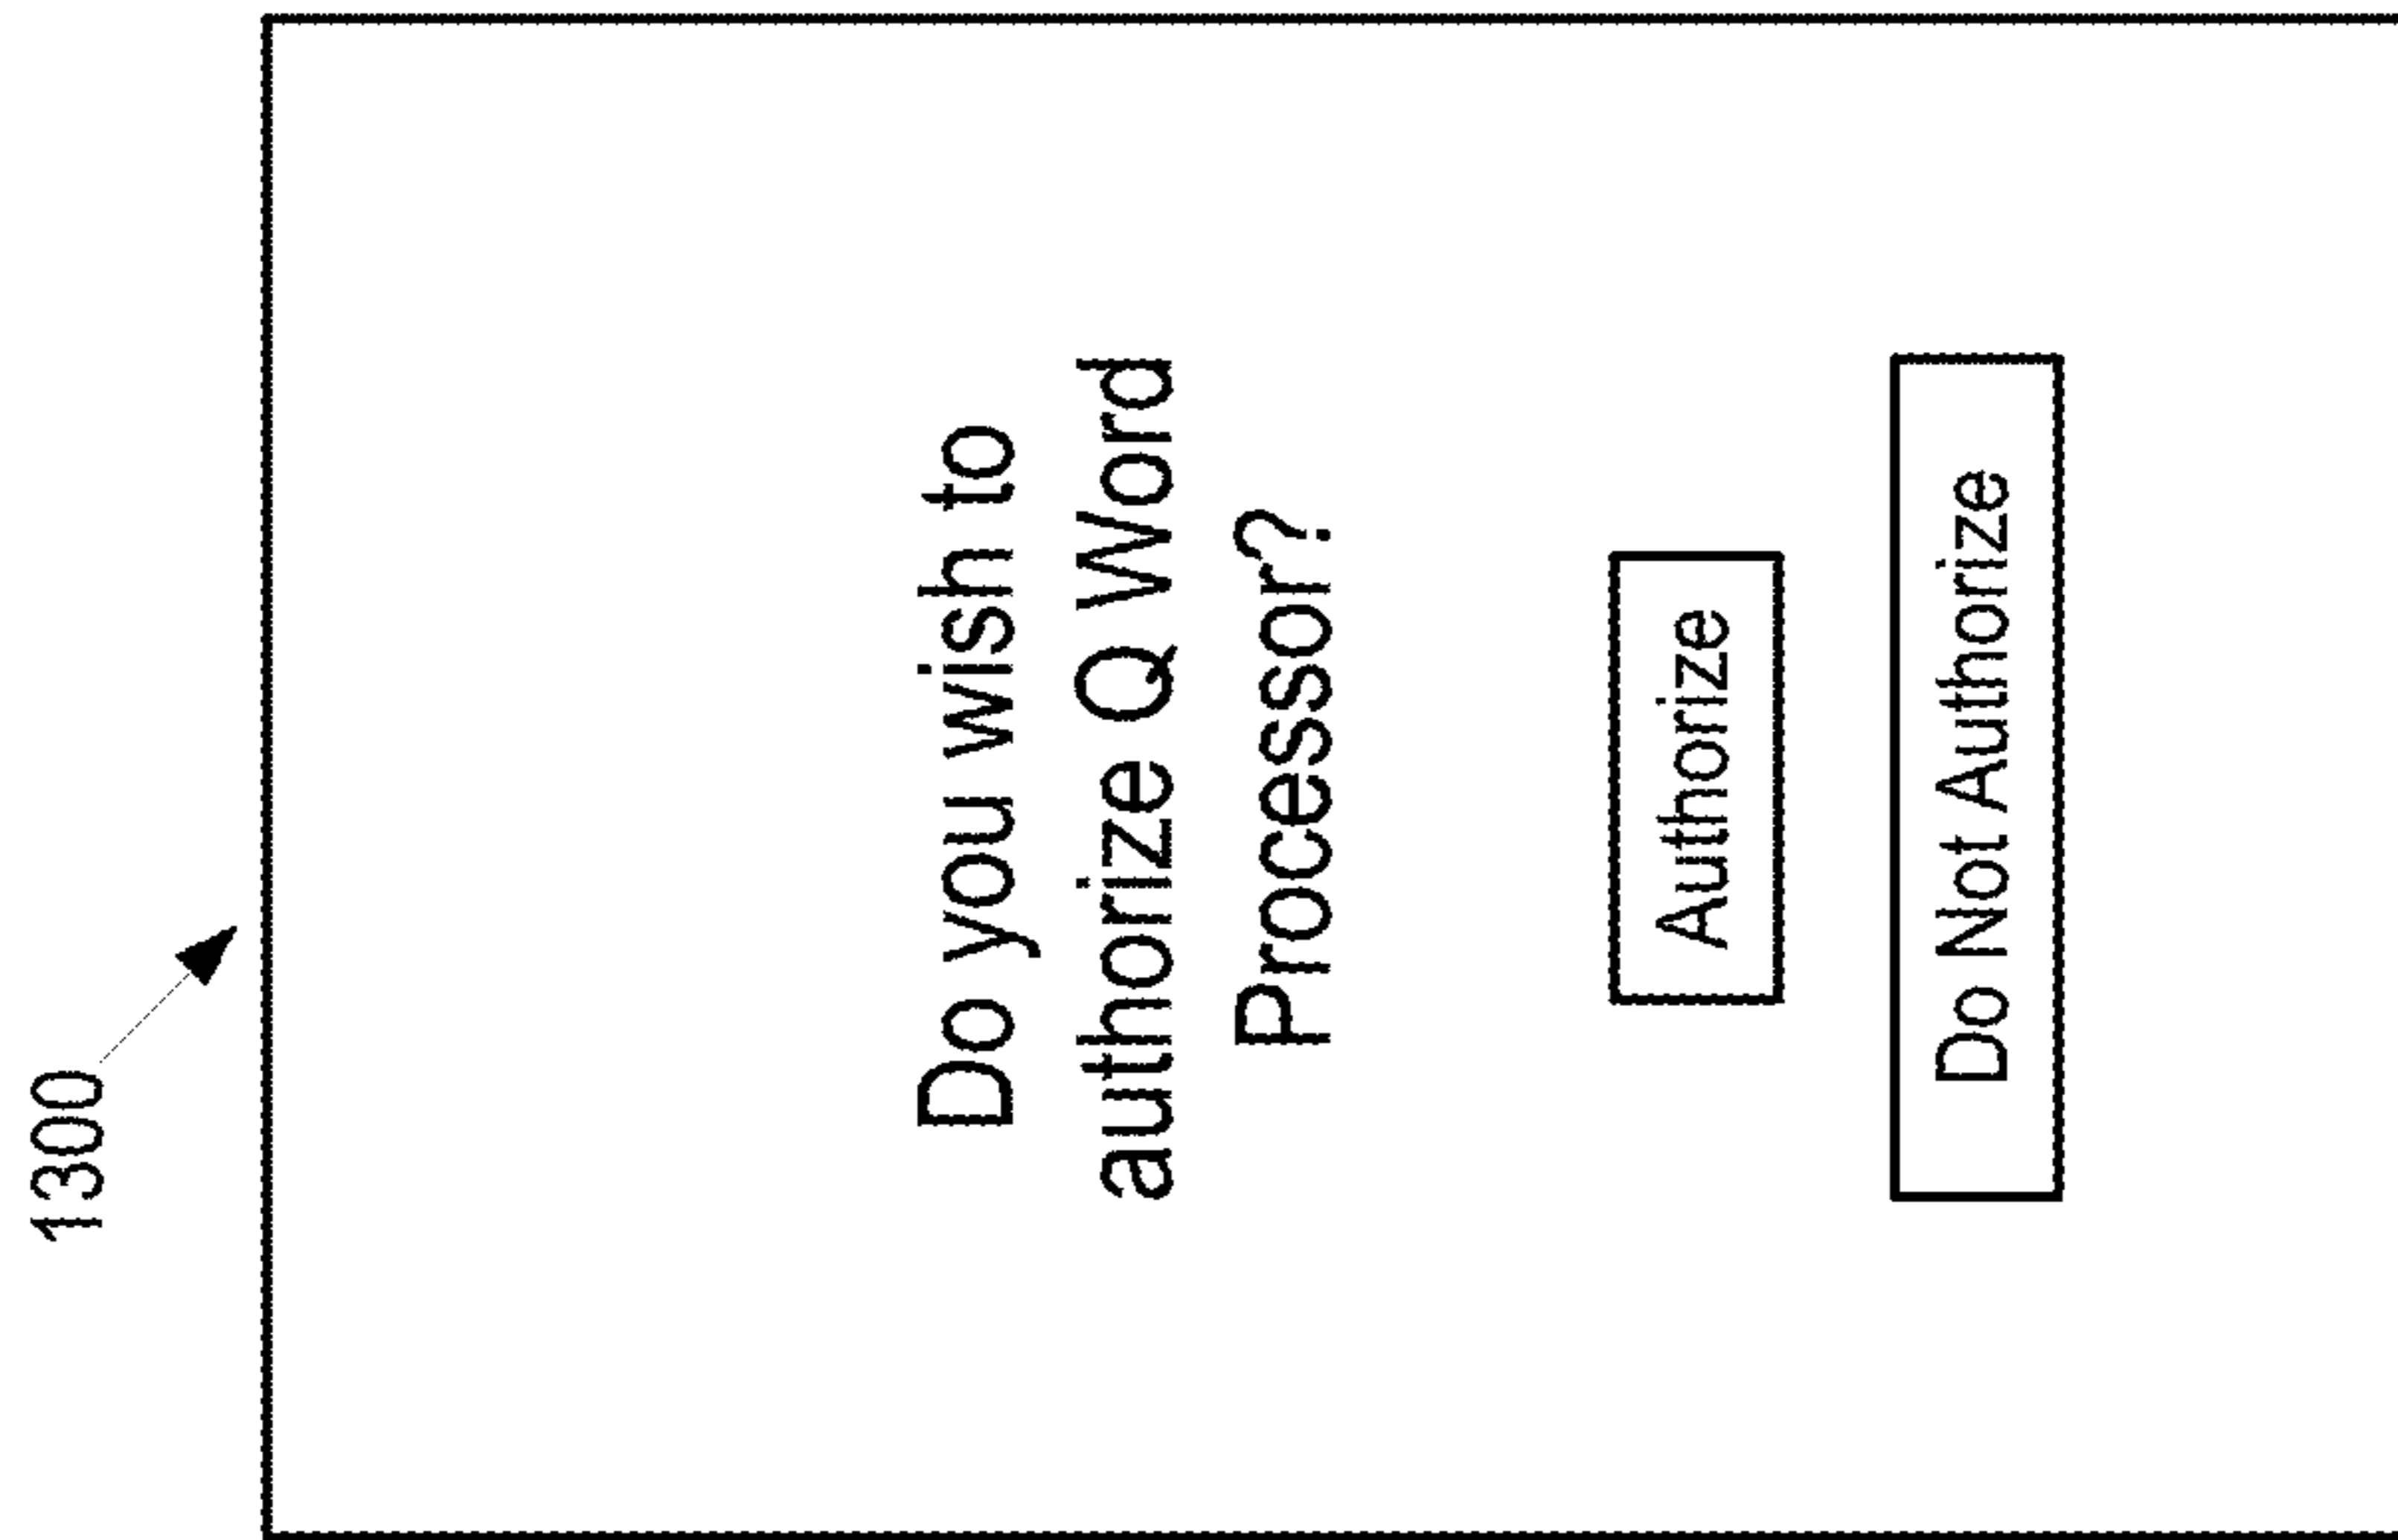 1300
Do you wish to
authorize Q Word
Processor?
Authorize
Do Not Authorize